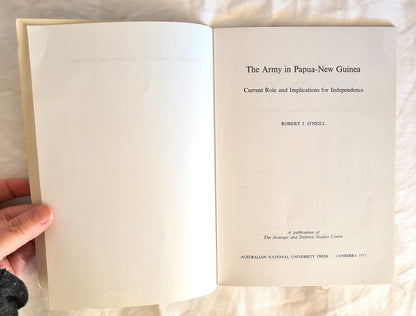 The Army in Papua-New Guinea
Current Role and Implications for Independence
ROBERT J. O'NEILL
A publication of
The Strategic and Defence Studies Centre
AUSTRALIAN NATIONAL UNIVERSITY PRESS CANBERRA 1971